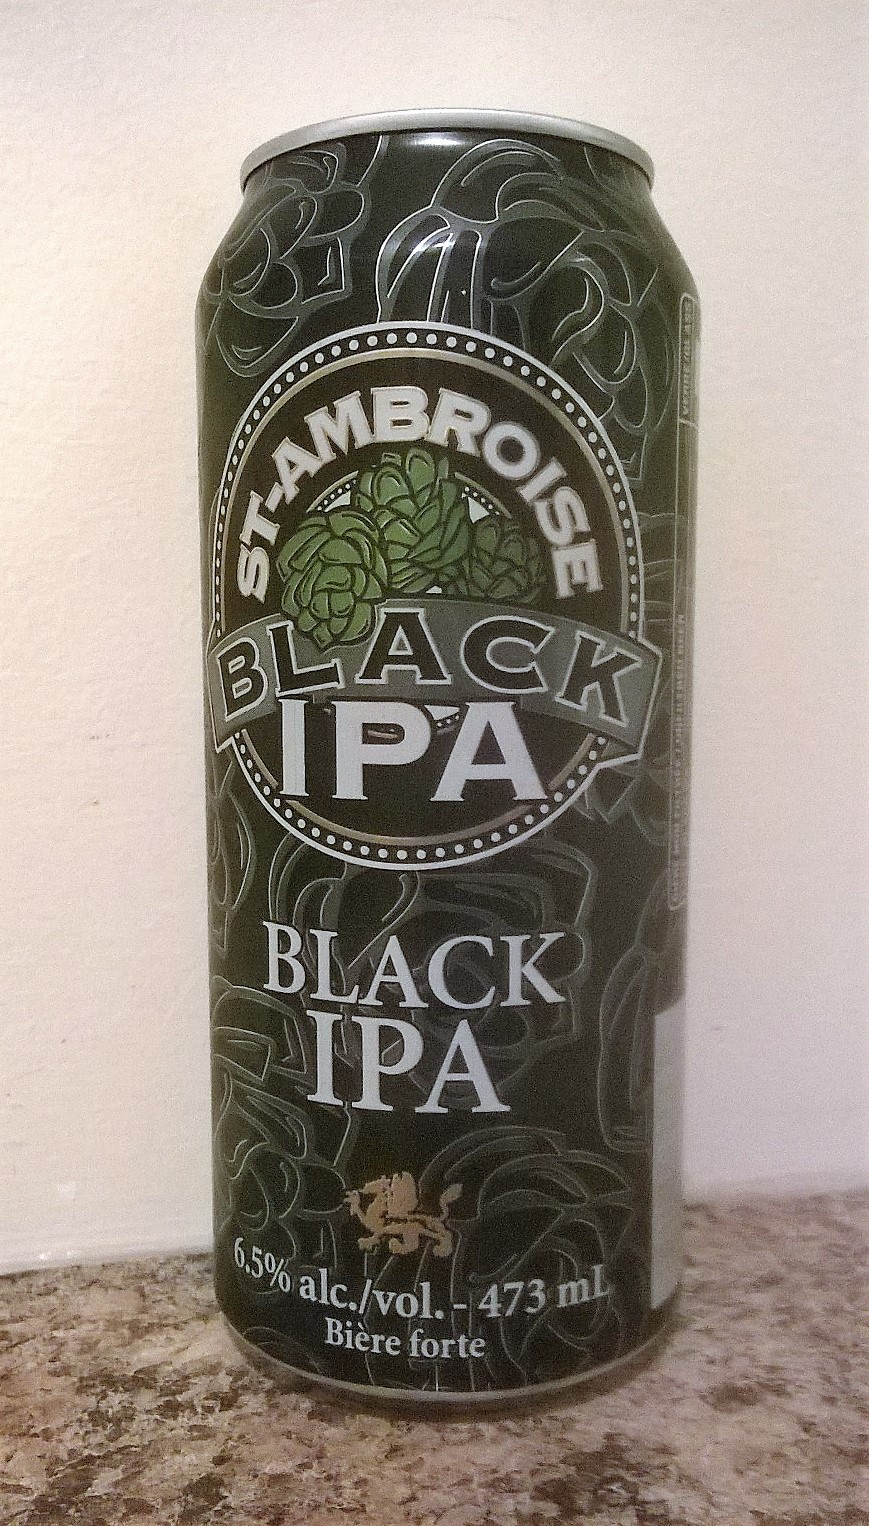 ST-AMBROISE
BLACK
IPA
BLACK
IPA
6.5% alc./vol. - 473 mL
Bière forte